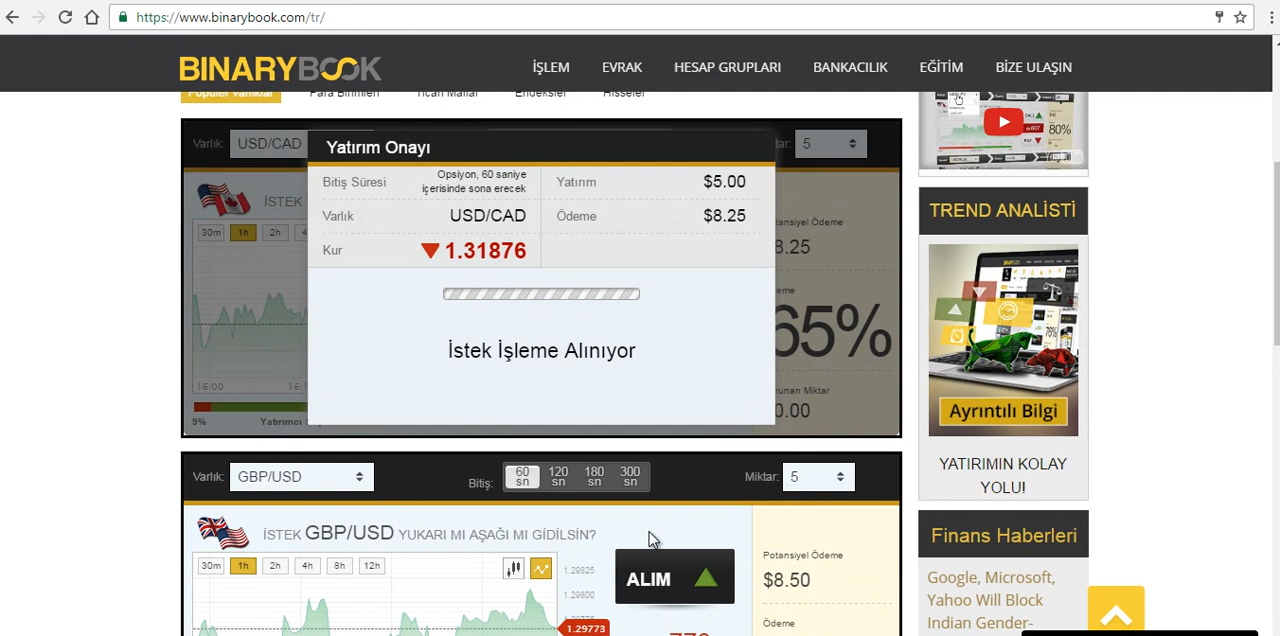 https://www.binarybook.com/tr/
BINARYBOOK
İŞLEM
EVRAK
HESAP GRUPLARI
BANKACILIK
EĞİTİM
BİZE ULAŞIN
Popüler Varlıklar
Para Birimleri
Ticari Mallar
Endeksler
Hisseler
Varlık:
USD/CAD
5
Yatırım Onayı
Bitiş Süresi
Opsiyon, 60 saniye
içerisinde sona erecek
Yatırım
$5.00
Varlık
USD/CAD
Ödeme
$8.25
Kur
1.31876
İSTEK
30m
1h
2h
65%
16:00
9%
İstek İşleme Alınıyor
80%
TREND ANALİSTİ
Ayrıntılı Bilgi
YATIRIMIN KOLAY
YOLU!
Finans Haberleri
Google, Microsoft,
Yahoo Will Block
Indian Gender-
Varlık:
GBP/USD
Bitiş:
60 sn
120 sn
180 sn
300 sn
Miktar:
5
İSTEK GBP/USD YUKARI MI AŞAĞI MI GİDİLSİN?
30m
1h
2h
4h
8h
12h
1.29825
1.29800
1.29773
ALIM
Potansiyel Ödeme
$8.50
Ödeme